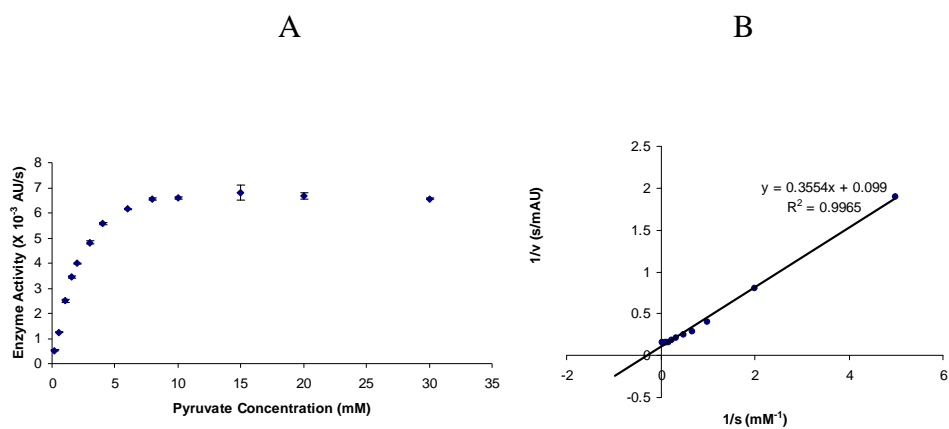 A
B
Enzyme Activity (X 10⁻³ AU/s)
8
7
6
5
4
3
2
1
0
0 5 10 15 20 25 30 35
Pyruvate Concentration (mM)
1/v (s/mAU)
2.5
2
1.5
1
0.5
0
-0.5
y = 0.3554x + 0.099
R² = 0.9965
-2 0 2 4 6
1/s (mM⁻¹)